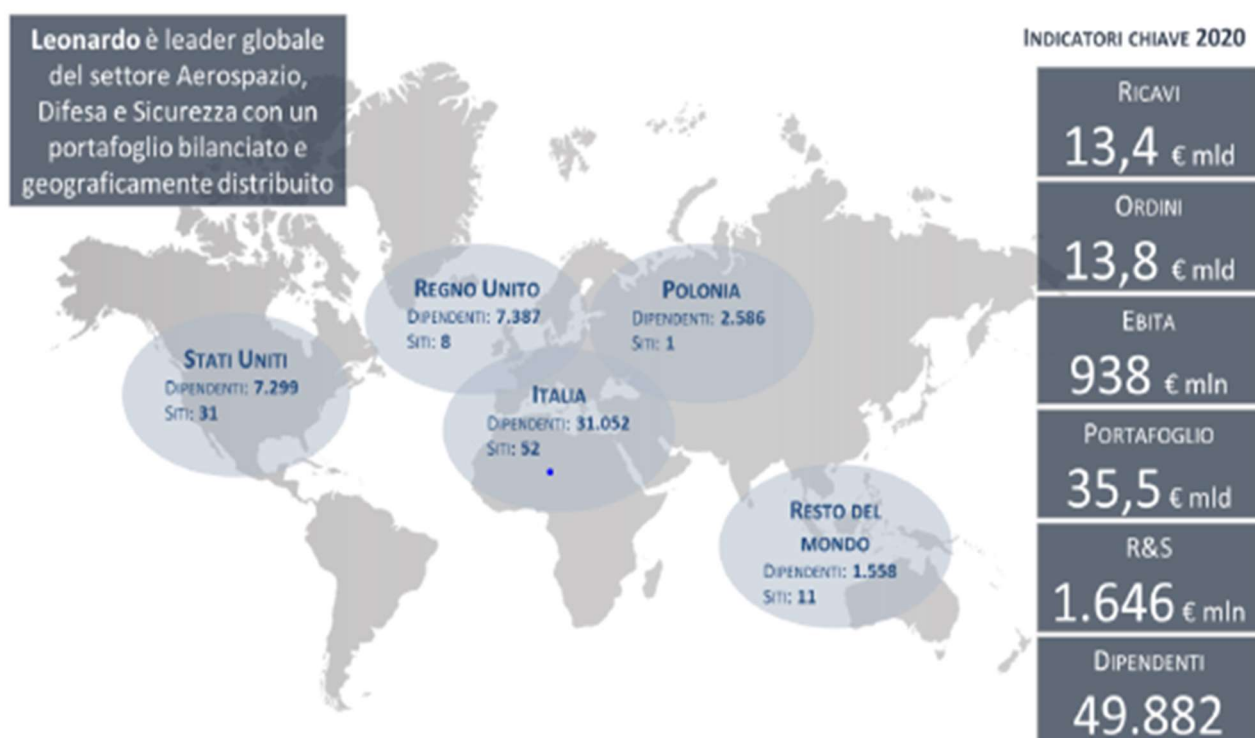 Leonardo è leader globale
del settore Aerospazio,
Difesa e Sicurezza con un
portafoglio bilanciato e
geograficamente distribuito
INDICATORI CHIAVE 2020
RICAVI
13,4 € mld
ORDINI
13,8 € mld
EBITA
938 € mln
PORTAFOGLIO
35,5 € mld
R&S
1.646 € mln
DIPENDENTI
49.882
STATI UNITI
DIPENDENTI: 7.299
SITI: 31
REGNO UNITO
DIPENDENTI: 7.387
SITI: 8
POLONIA
DIPENDENTI: 2.586
SITI: 1
ITALIA
DIPENDENTI: 31.052
SITI: 52
RESTO DEL
MONDO
DIPENDENTI: 1.558
SITI: 11